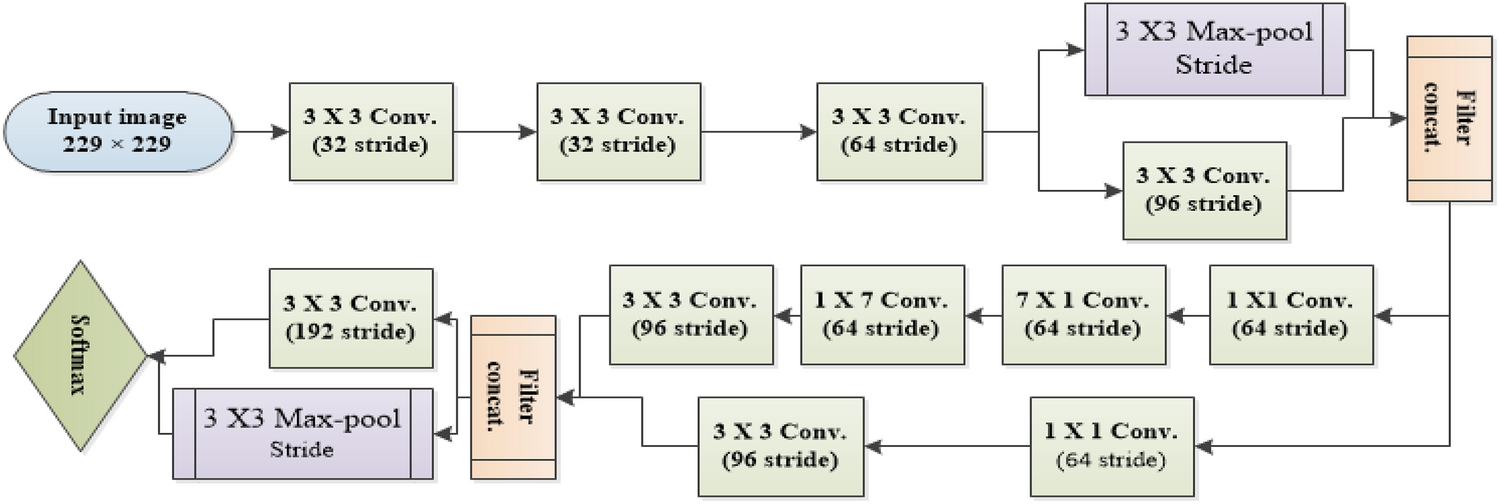 Input image
229 × 229
3 X 3 Conv.
(32 stride)
3 X 3 Conv.
(32 stride)
3 X 3 Conv.
(64 stride)
3 X3 Max-pool
Stride
3 X 3 Conv.
(96 stride)
Filter
concat.
1 X1 Conv.
(64 stride)
7 X 1 Conv.
(64 stride)
1 X 7 Conv.
(64 stride)
3 X 3 Conv.
(96 stride)
1 X 1 Conv.
(64 stride)
3 X 3 Conv.
(96 stride)
Filter
concat.
3 X 3 Conv.
(192 stride)
3 X3 Max-pool
Stride
Softmax